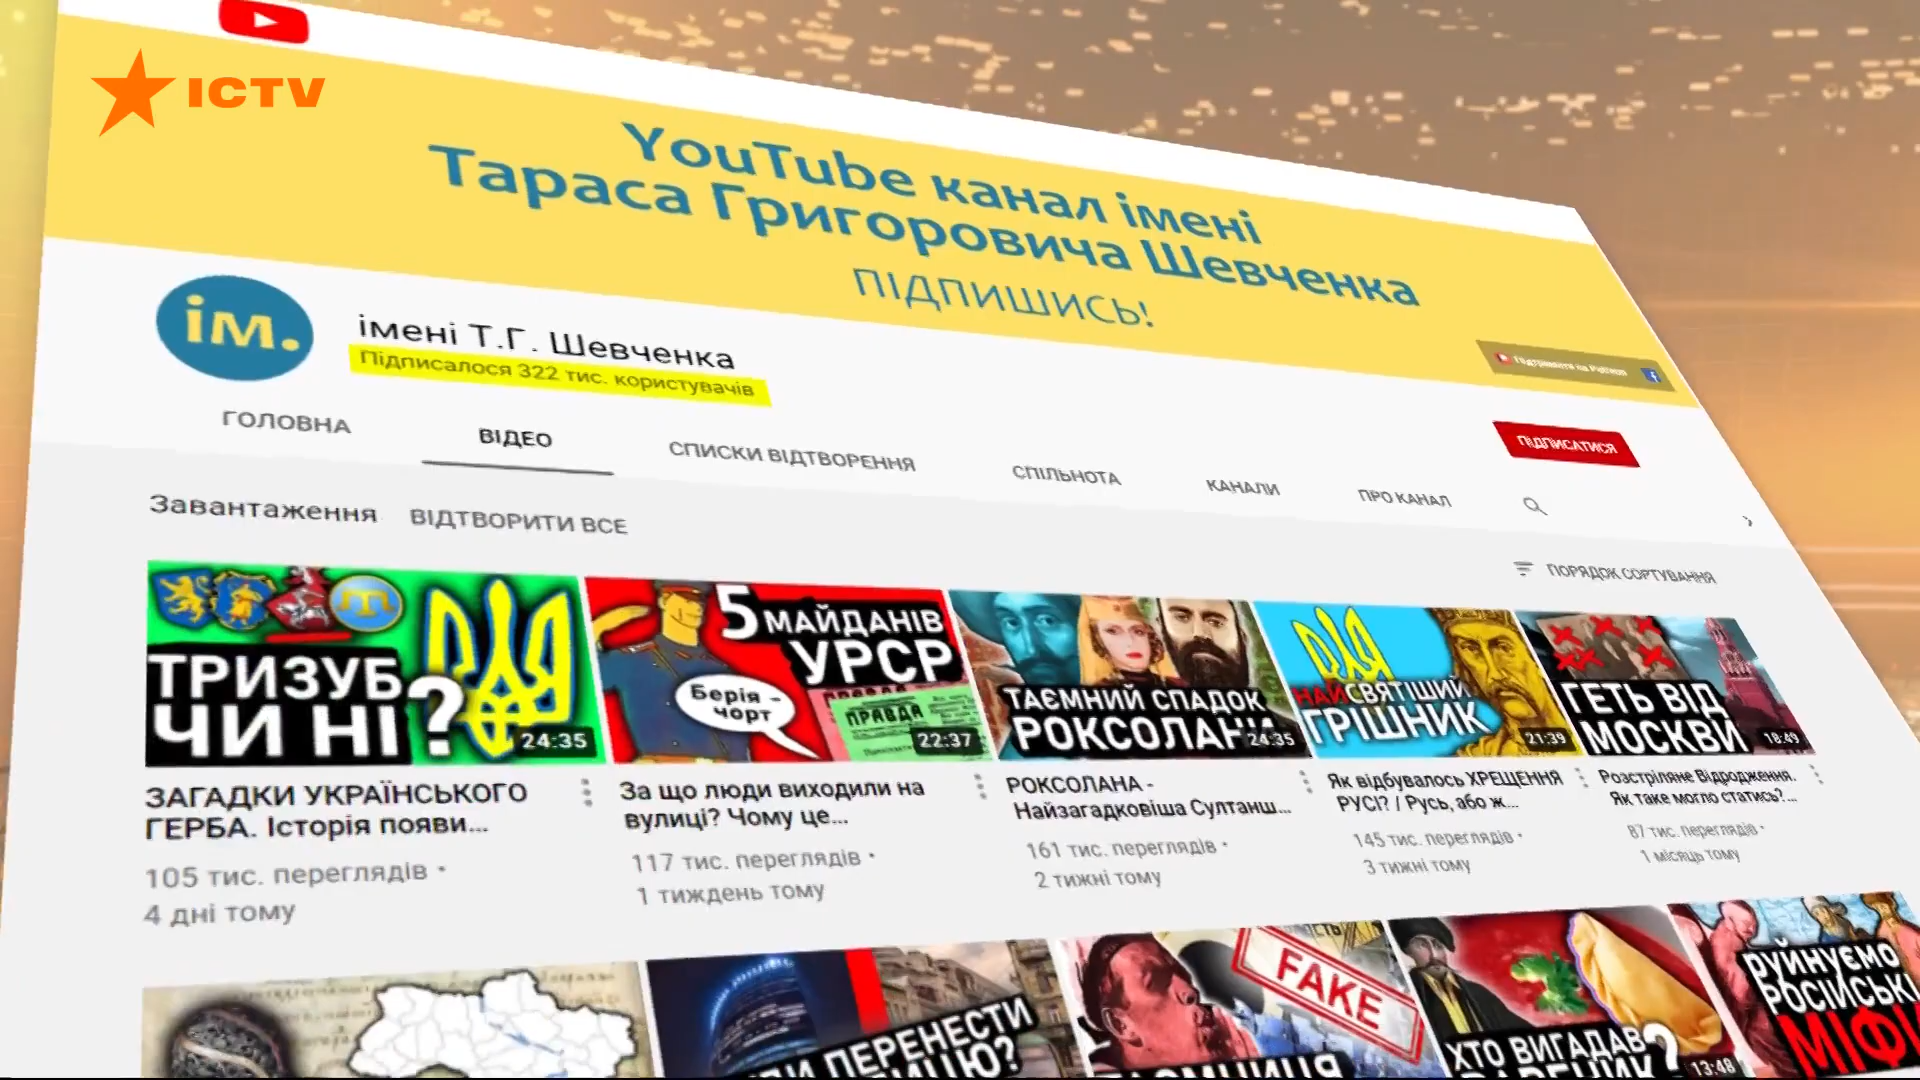 ICTV
YouTube канал імені
Тараса Григоровича Шевченка
ПІДПИШИСЬ!
Підтримати на Patreon
ім.
імені Т.Г. Шевченка
Підписалося 322 тис. користувачів
ПІДПИСАТИСЯ
ГОЛОВНА
ВІДЕО
СПИСКИ ВІДТВОРЕННЯ
СПІЛЬНОТА
КАНАЛИ
ПРО КАНАЛ
Завантаження
ВІДТВОРИТИ ВСЕ
ПОРЯДОК СОРТУВАННЯ
ТРИЗУБ
ЧИ НІ?
24:35
5 МАЙДАНІВ
УРСР
Берія -
чорт
ПРАВДА
22:37
ТАЄМНИЙ СПАДОК
РОКСОЛАНИ
24:35
НАЙСВЯТІШИЙ
ГРІШНИК
21:39
ГЕТЬ ВІД
МОСКВИ
18:49
ЗАГАДКИ УКРАЇНСЬКОГО
ГЕРБА. Історія появи...
105 тис. переглядів •
4 дні тому
За що люди виходили на
вулиці? Чому це...
117 тис. переглядів •
1 тиждень тому
РОКСОЛАНА -
Найзагадковіша Султанш...
161 тис. переглядів •
2 тижні тому
Як відбувалось ХРЕЩЕННЯ
РУСІ? / Русь, або ж...
145 тис. переглядів •
3 тижні тому
Розстріляне Відродження.
Як таке могло статись?...
87 тис. переглядів •
1 місяць тому
ПЕРЕНЕСТИ
FAKE
ХТО ВИГАДАВ
ВАРЕНИК?
13:48
РУЙНУЄМО
РОСІЙСЬКІ
МІФИ